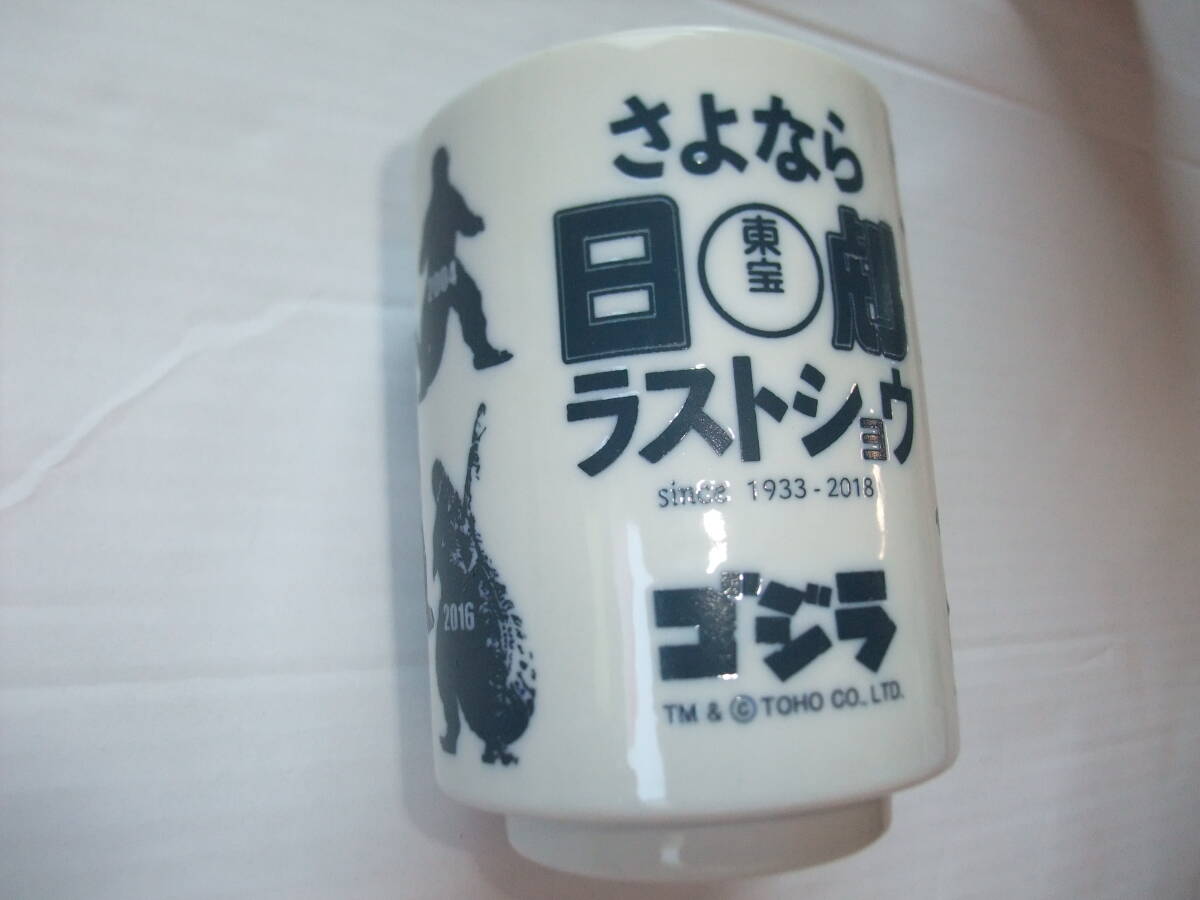 さよなら
日劇
東宝
ラストショウ
since 1933-2018
ゴジラ
TM & © TOHO CO., LTD.
2004
2016